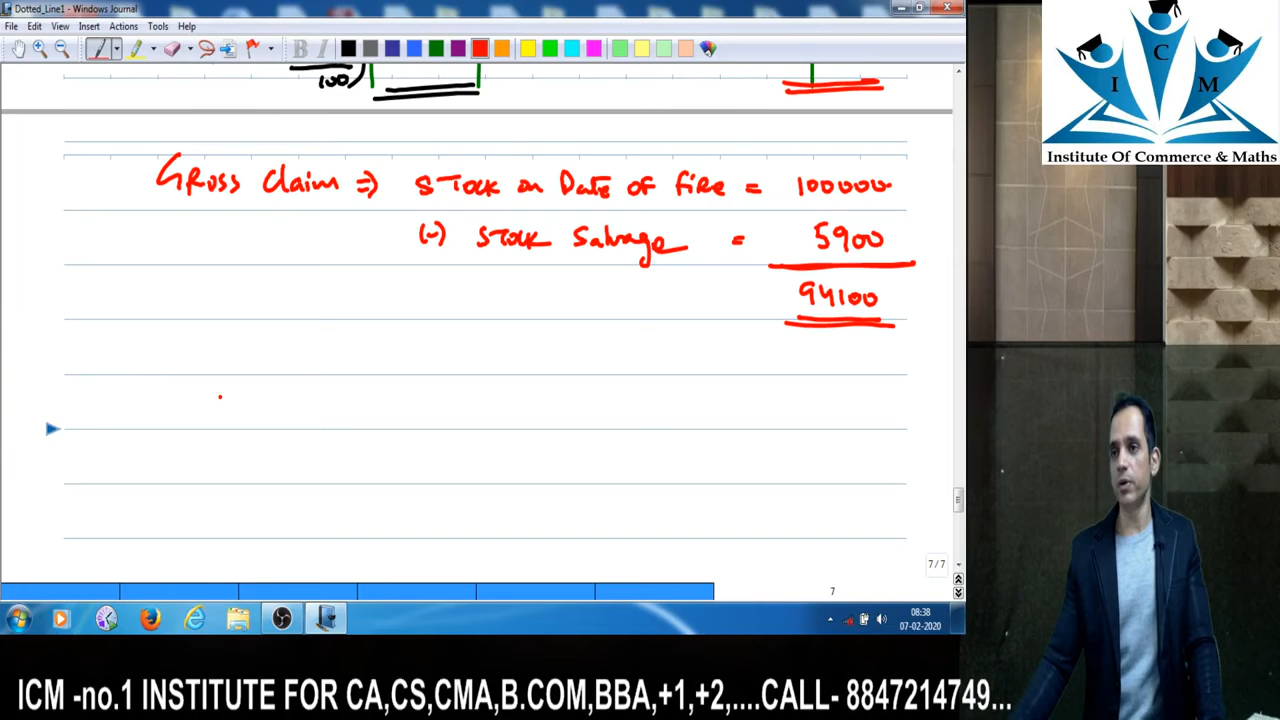 Dotted_Line1 - Windows Journal
File Edit View Insert Actions Tools Help
B I
100)
Gross Claim => Stock on Date of fire = 100000
(-) Stock Salvage = 5900
94100
7/7
7
08:38
07-02-2020
I C M
Institute Of Commerce & Maths
ICM -no.1 INSTITUTE FOR CA,CS,CMA,B.COM,BBA,+1,+2,....CALL- 8847214749...